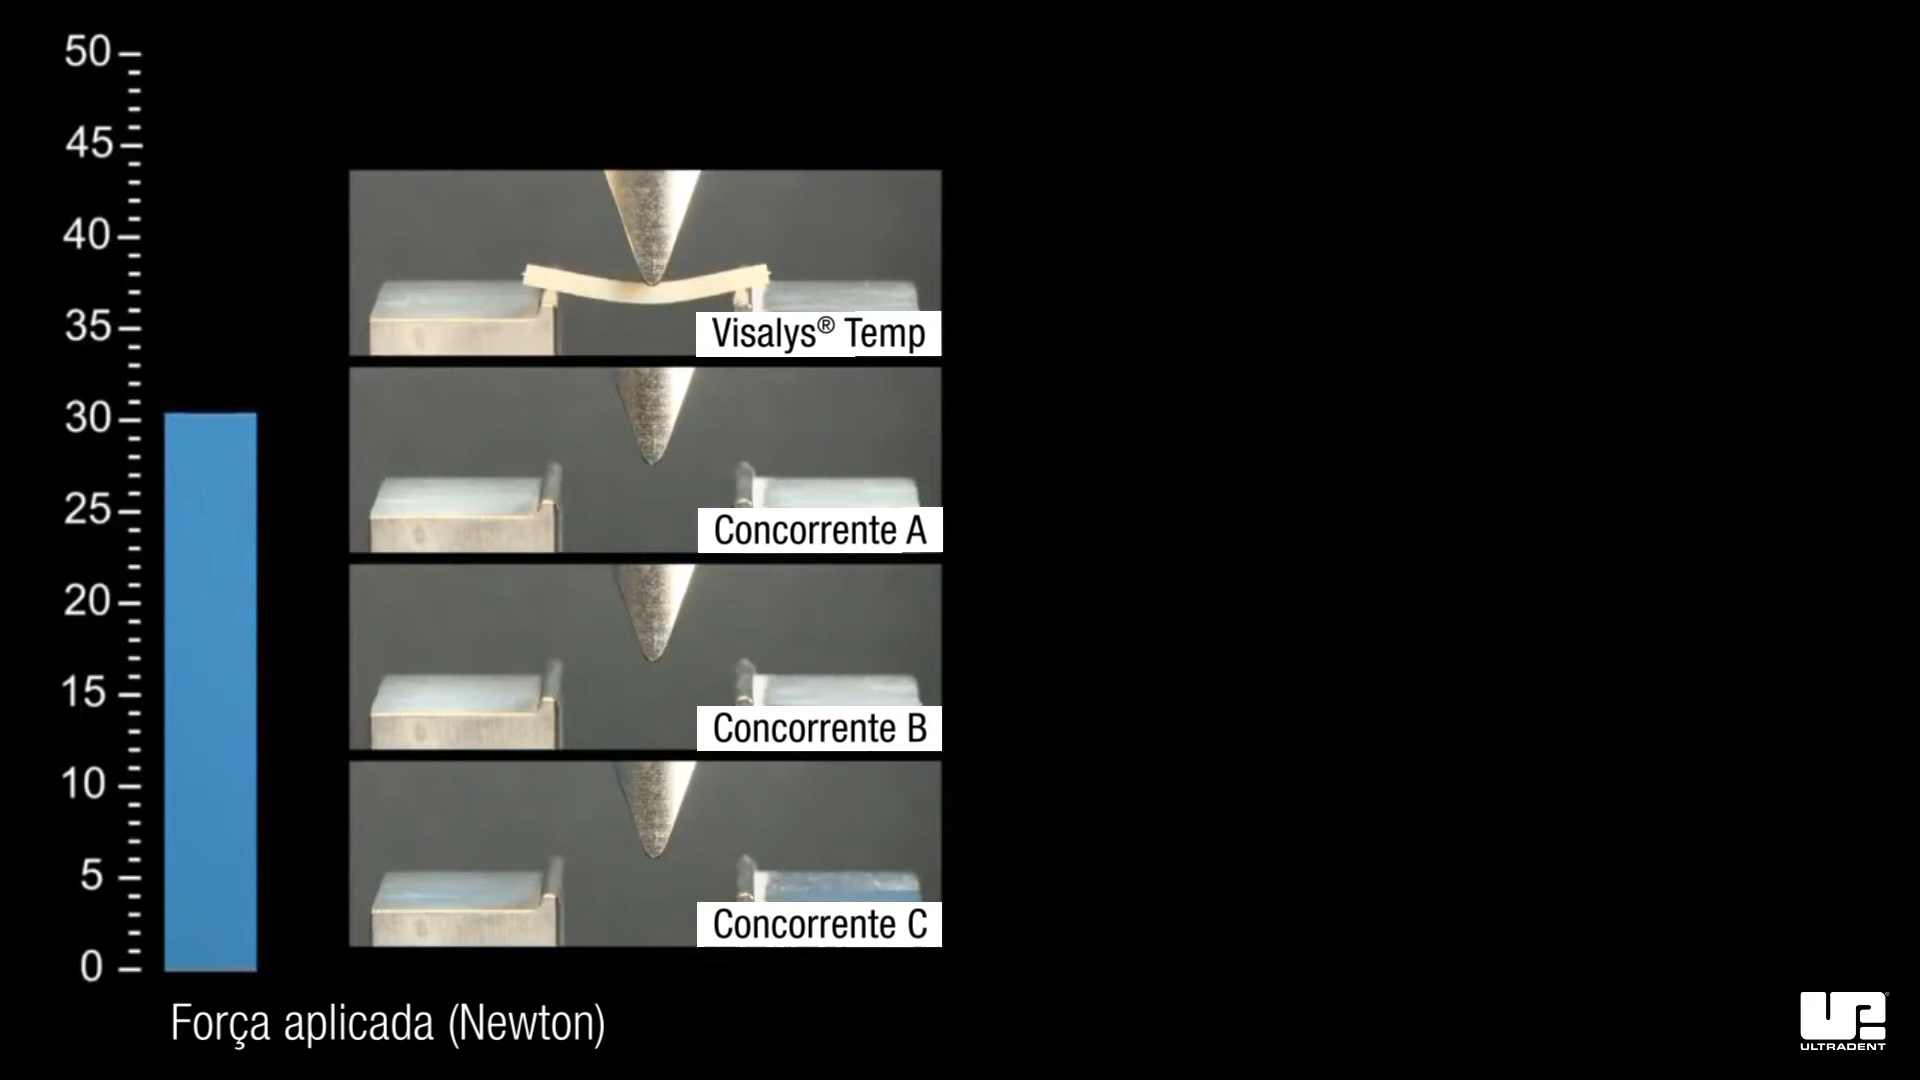 50
45
40
35
30
25
20
15
10
5
0
Visalys® Temp
Concorrente A
Concorrente B
Concorrente C
Força aplicada (Newton)
UP
ULTRADENT